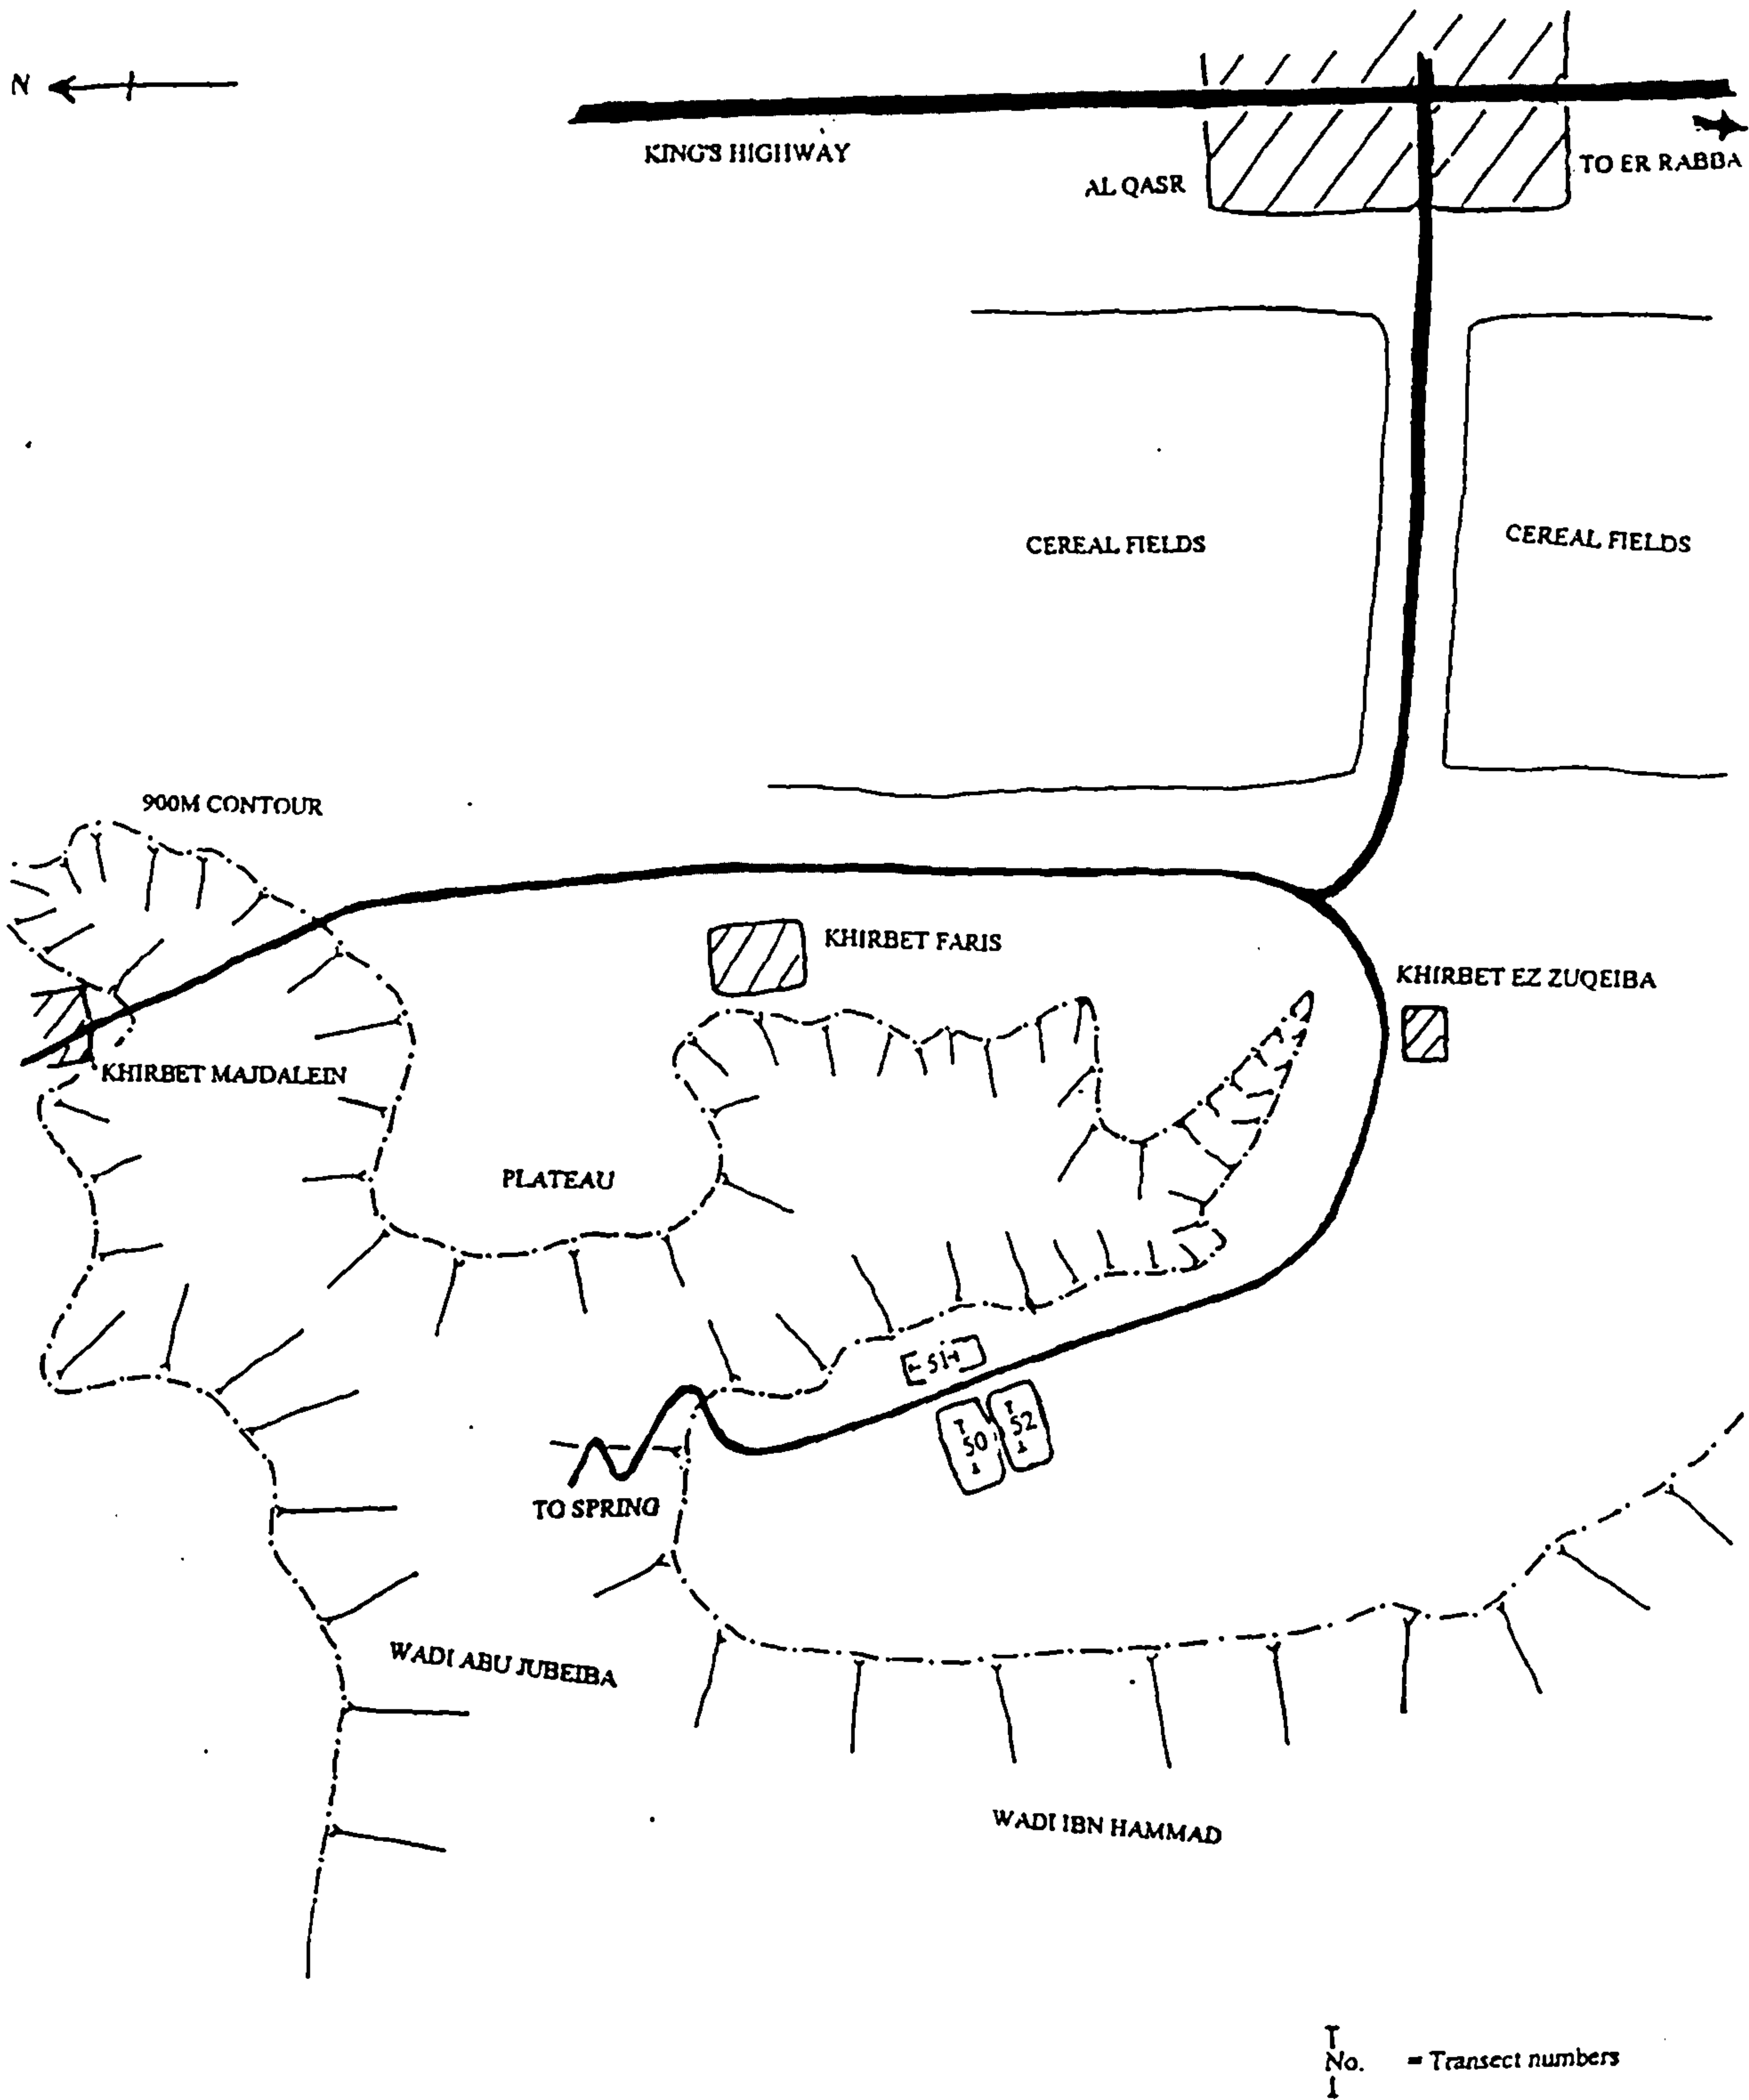 N
KING'S HIGHWAY
AL QASR
TO ER RABBA
CEREAL FIELDS
CEREAL FIELDS
900M CONTOUR
KHIRBET FARIS
KHIRBET EZ ZUQEIBA
KHIRBET MAJDALEIN
PLATEAU
51
50
52
TO SPRING
WADI ABU JUBEIBA
WADI IBN HAMMAD
No. = Transect numbers